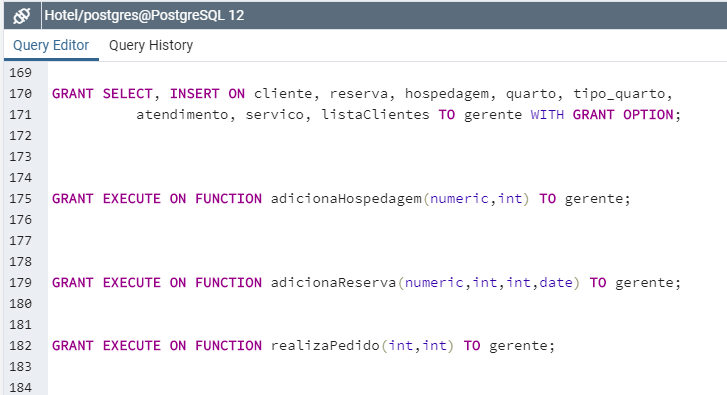 Hotel/postgres@PostgreSQL 12
Query Editor Query History
169
170 GRANT SELECT, INSERT ON cliente, reserva, hospedagem, quarto, tipo_quarto,
171 atendimento, servico, listaClientes TO gerente WITH GRANT OPTION;
172
173
174
175 GRANT EXECUTE ON FUNCTION adicionaHospedagem(numeric,int) TO gerente;
176
177
178
179 GRANT EXECUTE ON FUNCTION adicionaReserva(numeric,int,int,date) TO gerente;
180
181
182 GRANT EXECUTE ON FUNCTION realizaPedido(int,int) TO gerente;
183
184